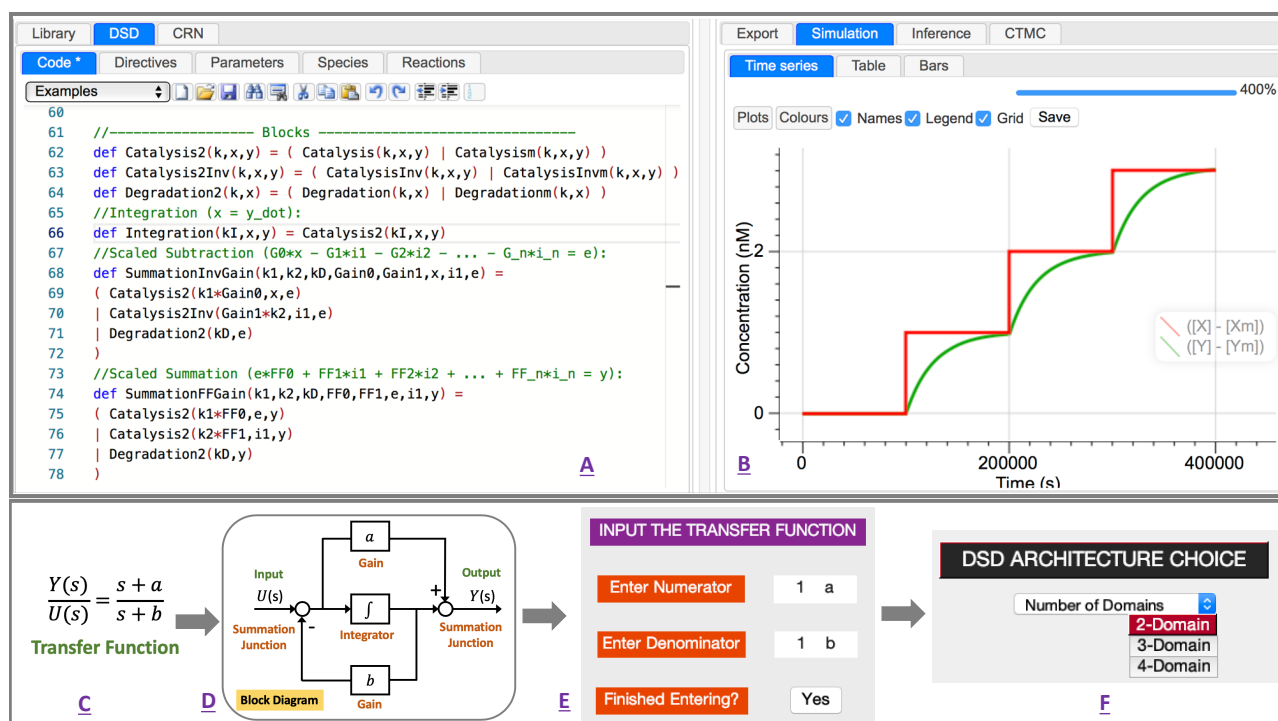 Library DSD CRN
Code * Directives Parameters Species Reactions
Examples
60
61 //------------------ Blocks --------------------------------
62 def Catalysis2(k,x,y) = ( Catalysis(k,x,y) | Catalysism(k,x,y) )
63 def Catalysis2Inv(k,x,y) = ( CatalysisInv(k,x,y) | CatalysisInvm(k,x,y) )
64 def Degradation2(k,x) = ( Degradation(k,x) | Degradationm(k,x) )
65 //Integration (x = y_dot):
66 def Integration(kI,x,y) = Catalysis2(kI,x,y)
67 //Scaled Subtraction (G0*x - G1*i1 - G2*i2 - ... - G_n*i_n = e):
68 def SummationInvGain(k1,k2,kD,Gain0,Gain1,x,i1,e) =
69 ( Catalysis2(k1*Gain0,x,e)
70 | Catalysis2Inv(Gain1*k2,i1,e)
71 | Degradation2(kD,e)
72 )
73 //Scaled Summation (e*FF0 + FF1*i1 + FF2*i2 + ... + FF_n*i_n = y):
74 def SummationFFGain(k1,k2,kD,FF0,FF1,e,i1,y) =
75 ( Catalysis2(k1*FF0,e,y)
76 | Catalysis2(k2*FF1,i1,y)
77 | Degradation2(kD,y)
78 )
A
Export Simulation Inference CTMC
Time series Table Bars
400%
Plots Colours Names Legend Grid Save
Concentration (nM)
2
0
([X] - [Xm])
([Y] - [Ym])
0 200000 400000
Time (s)
B
Y(s)/U(s) = s + a/s + b
Transfer Function
C
a
Gain
Input
U(s)
Output
Y(s)
+
-
∫
Summation
Junction
Integrator
Summation
Junction
b
Gain
Block Diagram
D
INPUT THE TRANSFER FUNCTION
Enter Numerator 1 a
Enter Denominator 1 b
Finished Entering? Yes
E
DSD ARCHITECTURE CHOICE
Number of Domains
2-Domain
3-Domain
4-Domain
F